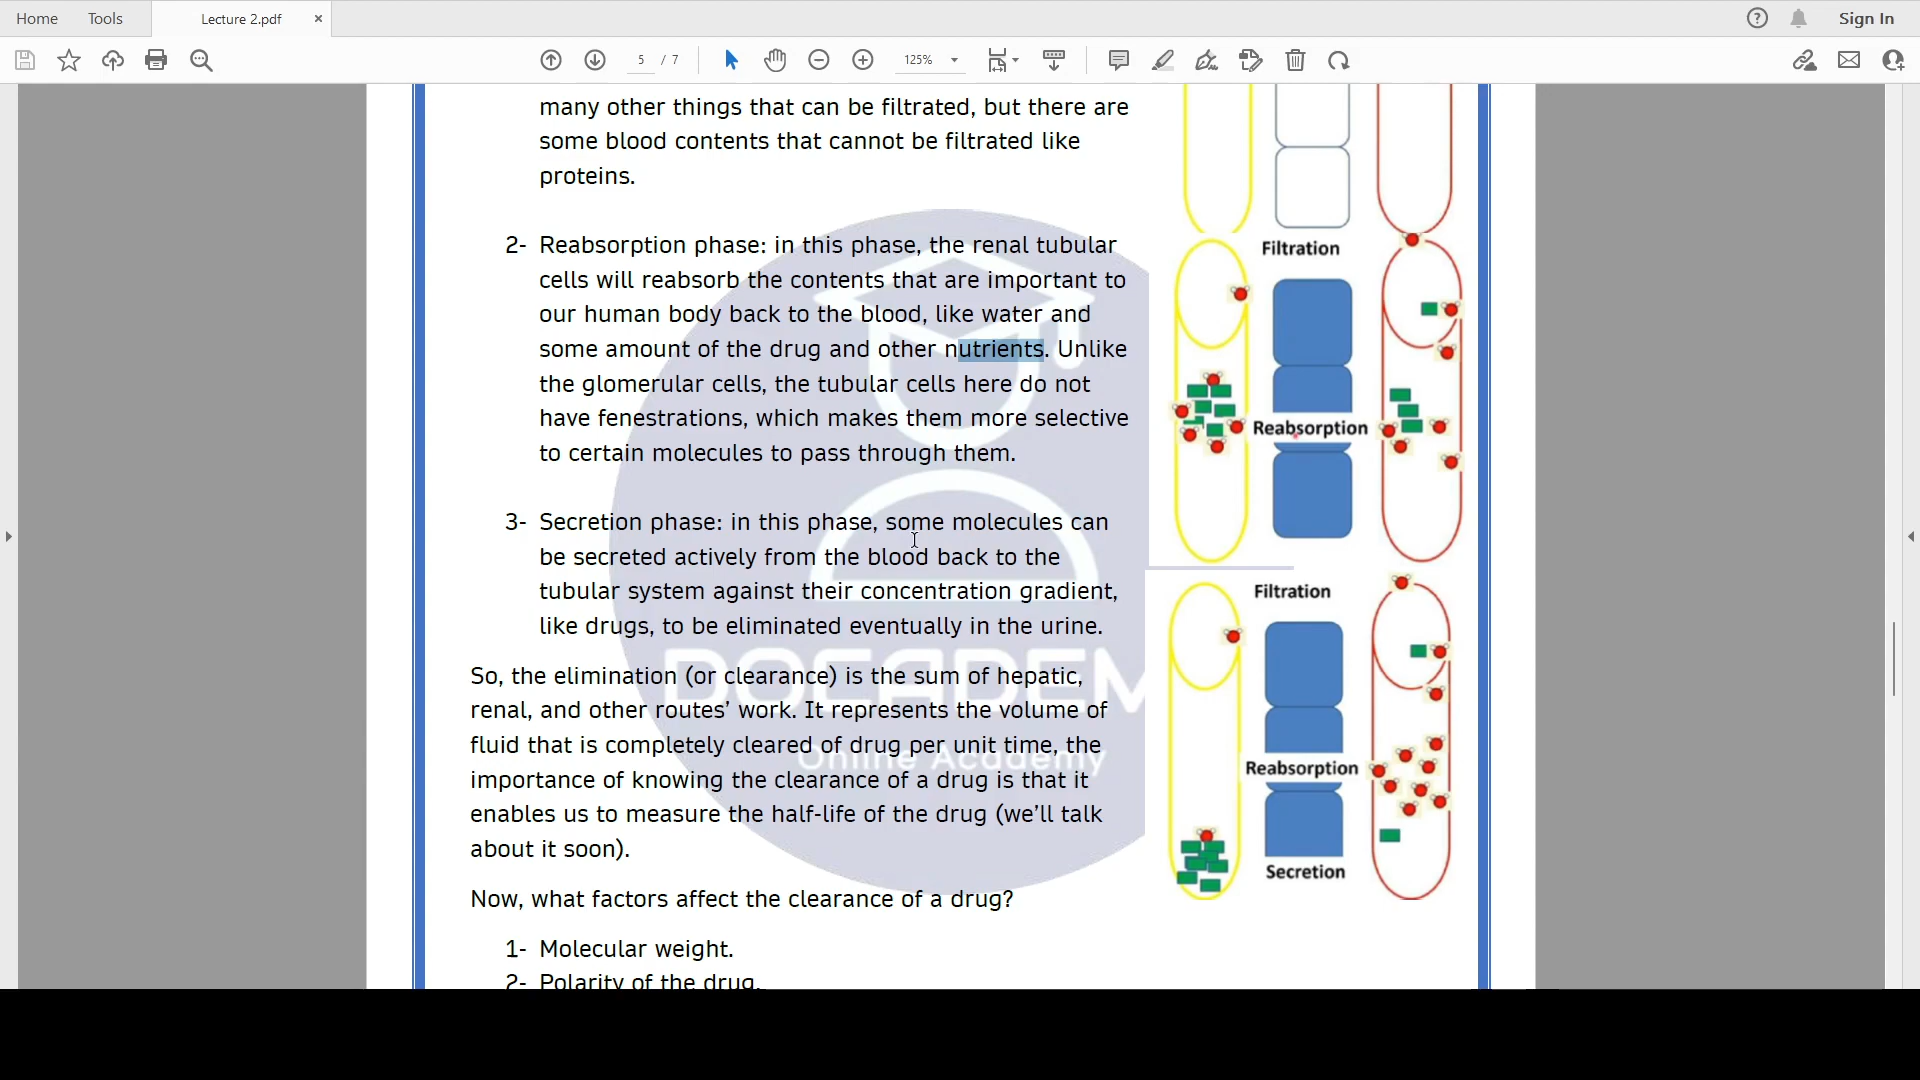 Home Tools Lecture 2.pdf × Sign In
5 / 7 125%
many other things that can be filtrated, but there are
some blood contents that cannot be filtrated like
proteins.
2- Reabsorption phase: in this phase, the renal tubular
cells will reabsorb the contents that are important to
our human body back to the blood, like water and
some amount of the drug and other nutrients. Unlike
the glomerular cells, the tubular cells here do not
have fenestrations, which makes them more selective
to certain molecules to pass through them.
3- Secretion phase: in this phase, some molecules can
be secreted actively from the blood back to the
tubular system against their concentration gradient,
like drugs, to be eliminated eventually in the urine.
So, the elimination (or clearance) is the sum of hepatic,
renal, and other routes’ work. It represents the volume of
fluid that is completely cleared of drug per unit time, the
importance of knowing the clearance of a drug is that it
enables us to measure the half-life of the drug (we’ll talk
about it soon).
Now, what factors affect the clearance of a drug?
1- Molecular weight.
2- Polarity of the drug.
Filtration
Reabsorption
Filtration
Reabsorption
Secretion
DOCADEM
Online Academy